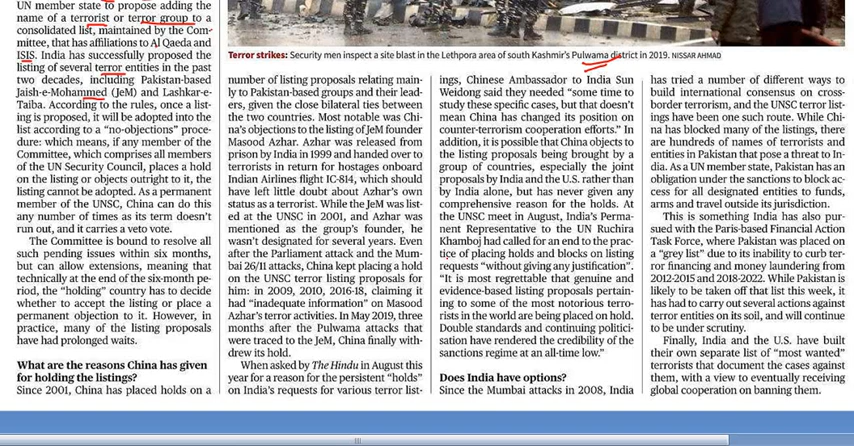 UN member state to propose adding the
name of a terrorist or terror group to a
consolidated list, maintained by the Com-
mittee, that has affiliations to Al Qaeda and
ISIS. India has successfully proposed the
listing of several terror entities in the past
two decades, including Pakistan-based
Jaish-e-Mohammed (JeM) and Lashkar-e-
Taiba. According to the rules, once a list-
ing is proposed, it will be adopted into the
list according to a “no-objections” proce-
dure: which means, if any member of the
Committee, which comprises all members
of the UN Security Council, places a hold
on the listing or objects outright to it, the
listing cannot be adopted. As a permanent
member of the UNSC, China can do this
any number of times as its term doesn’t
run out, and it carries a veto vote.
The Committee is bound to resolve all
such pending issues within six months,
but can allow extensions, meaning that
technically at the end of the six-month pe-
riod, the “holding” country has to decide
whether to accept the listing or place a
permanent objection to it. However, in
practice, many of the listing proposals
have had prolonged waits.
What are the reasons China has given
for holding the listings?
Since 2001, China has placed holds on a
Terror strikes: Security men inspect a site blast in the Lethpora area of south Kashmir’s Pulwama district in 2019. NISSAR AHMAD
number of listing proposals relating main-
ly to Pakistan-based groups and their lead-
ers, given the close bilateral ties between
the two countries. Most notable was Chi-
na’s objections to the listing of JeM founder
Masood Azhar. Azhar was released from
prison by India in 1999 and handed over to
terrorists in return for hostages onboard
Indian Airlines flight IC-814, which should
have left little doubt about Azhar’s own
status as a terrorist. While the JeM was list-
ed at the UNSC in 2001, and Azhar was
mentioned as the group’s founder, he
wasn’t designated for several years. Even
after the Parliament attack and the Mum-
bai 26/11 attacks, China kept placing a hold
on the UNSC terror listing proposals for
him: in 2009, 2010, 2016-18, claiming it
had “inadequate information” on Masood
Azhar’s terror activities. In May 2019, three
months after the Pulwama attacks that
were traced to the JeM, China finally with-
drew its hold.
When asked by The Hindu in August this
year for a reason for the persistent “holds”
on India’s requests for various terror list-
ings, Chinese Ambassador to India Sun
Weidong said they needed “some time to
study these specific cases, but that doesn’t
mean China has changed its position on
counter-terrorism cooperation efforts.” In
addition, it is possible that China objects to
the listing proposals being brought by a
group of countries, especially the joint
proposals by India and the U.S. rather than
by India alone, but has never given any
comprehensive reason for the holds. At
the UNSC meet in August, India’s Perma-
nent Representative to the UN Ruchira
Khamboj had called for an end to the prac-
tice of placing holds and blocks on listing
requests “without giving any justification”.
“It is most regrettable that genuine and
evidence-based listing proposals pertain-
ing to some of the most notorious terro-
rists in the world are being placed on hold.
Double standards and continuing politici-
sation have rendered the credibility of the
sanctions regime at an all-time low.”
Does India have options?
Since the Mumbai attacks in 2008, India
has tried a number of different ways to
build international consensus on cross-
border terrorism, and the UNSC terror list-
ings have been one such route. While Chi-
na has blocked many of the listings, there
are hundreds of names of terrorists and
entities in Pakistan that pose a threat to In-
dia. As a UN member state, Pakistan has an
obligation under the sanctions to block ac-
cess for all designated entities to funds,
arms and travel outside its jurisdiction.
This is something India has also pur-
sued with the Paris-based Financial Action
Task Force, where Pakistan was placed on
a “grey list” due to its inability to curb ter-
ror financing and money laundering from
2012-2015 and 2018-2022. While Pakistan is
likely to be taken off that list this week, it
has had to carry out several actions against
terror entities on its soil, and will continue
to be under scrutiny.
Finally, India and the U.S. have built
their own separate list of “most wanted”
terrorists that document the cases against
them, with a view to eventually receiving
global cooperation on banning them.